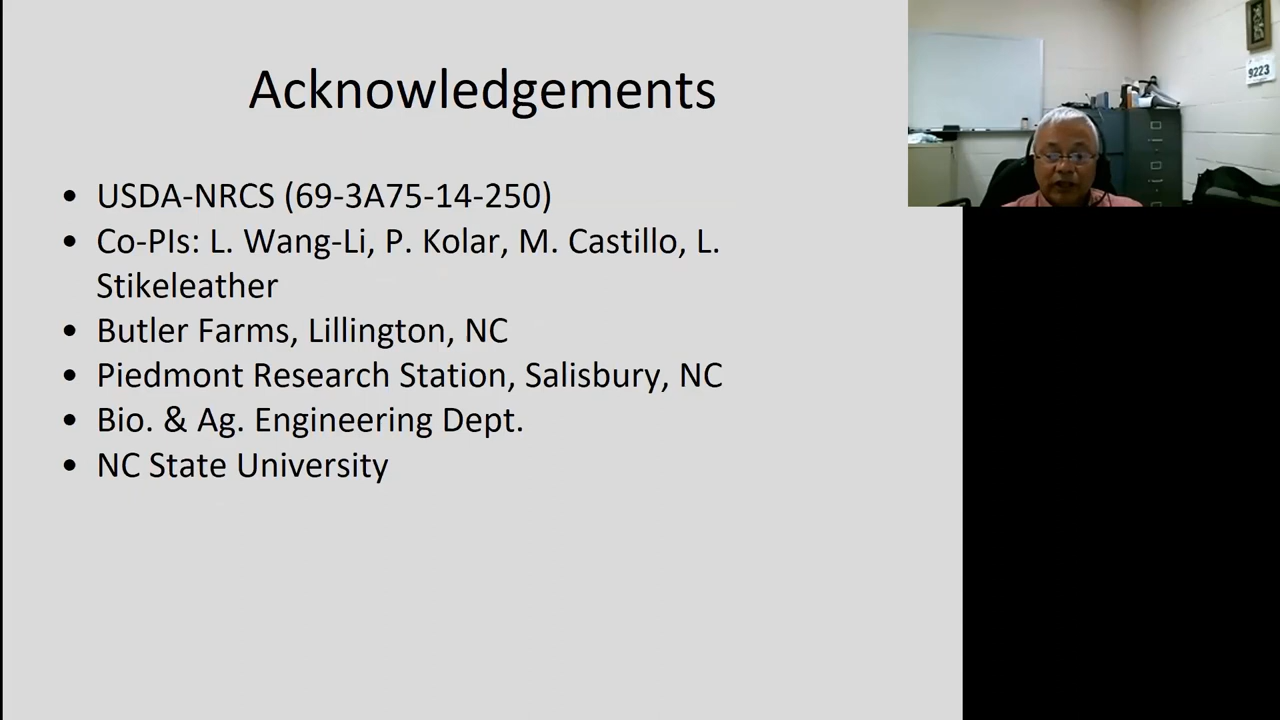 Acknowledgements
• USDA-NRCS (69-3A75-14-250)
• Co-PIs: L. Wang-Li, P. Kolar, M. Castillo, L.
Stikeleather
• Butler Farms, Lillington, NC
• Piedmont Research Station, Salisbury, NC
• Bio. & Ag. Engineering Dept.
• NC State University
9223